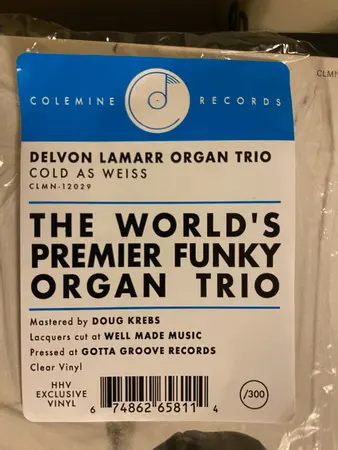 CLMN
COLEMINE RECORDS
DELVON LAMARR ORGAN TRIO
COLD AS WEISS
CLMN-12029
THE WORLD'S
PREMIER FUNKY
ORGAN TRIO
Mastered by DOUG KREBS
Lacquers cut at WELL MADE MUSIC
Pressed at GOTTA GROOVE RECORDS
Clear Vinyl
HHV
EXCLUSIVE
VINYL
6 74862 65811 4
/300